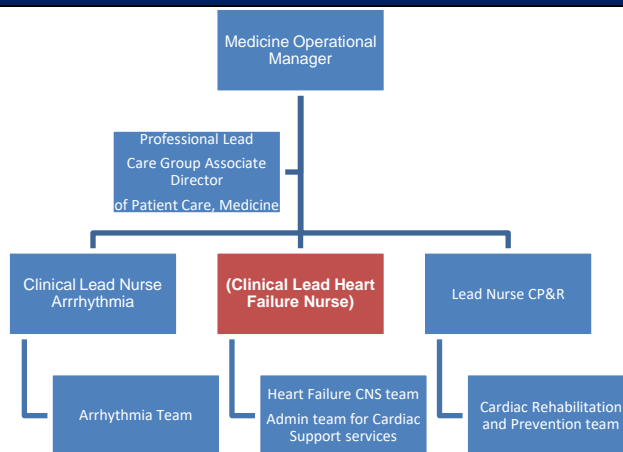 Medicine Operational
Manager
Professional Lead
Care Group Associate
Director
of Patient Care, Medicine
Clinical Lead Nurse
Arrrhythmia
(Clinical Lead Heart
Failure Nurse)
Lead Nurse CP&R
Arrhythmia Team
Heart Failure CNS team
Admin team for Cardiac
Support services
Cardiac Rehabilitation
and Prevention team